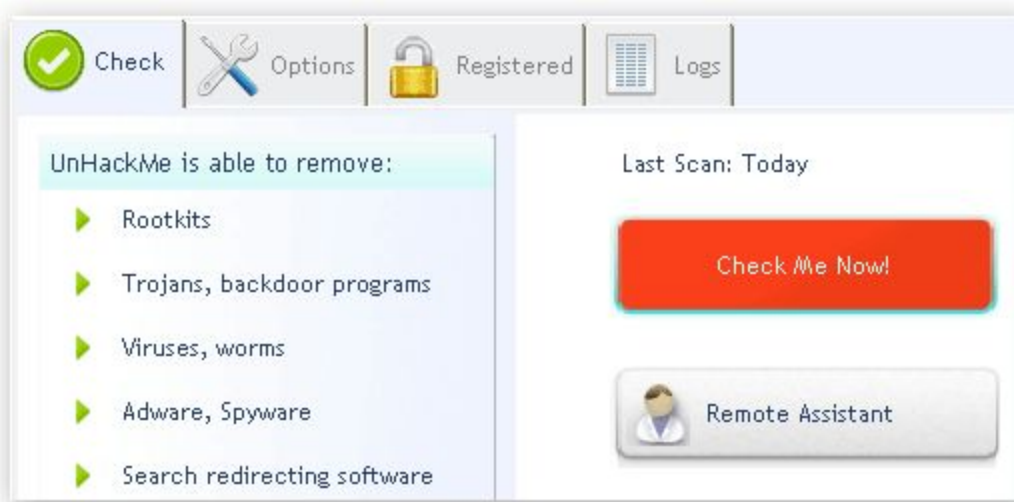 Check
Options
Registered
Logs
UnHackMe is able to remove:
Rootkits
Trojans, backdoor programs
Viruses, worms
Adware, Spyware
Search redirecting software
Last Scan: Today
Check Me Now!
Remote Assistant